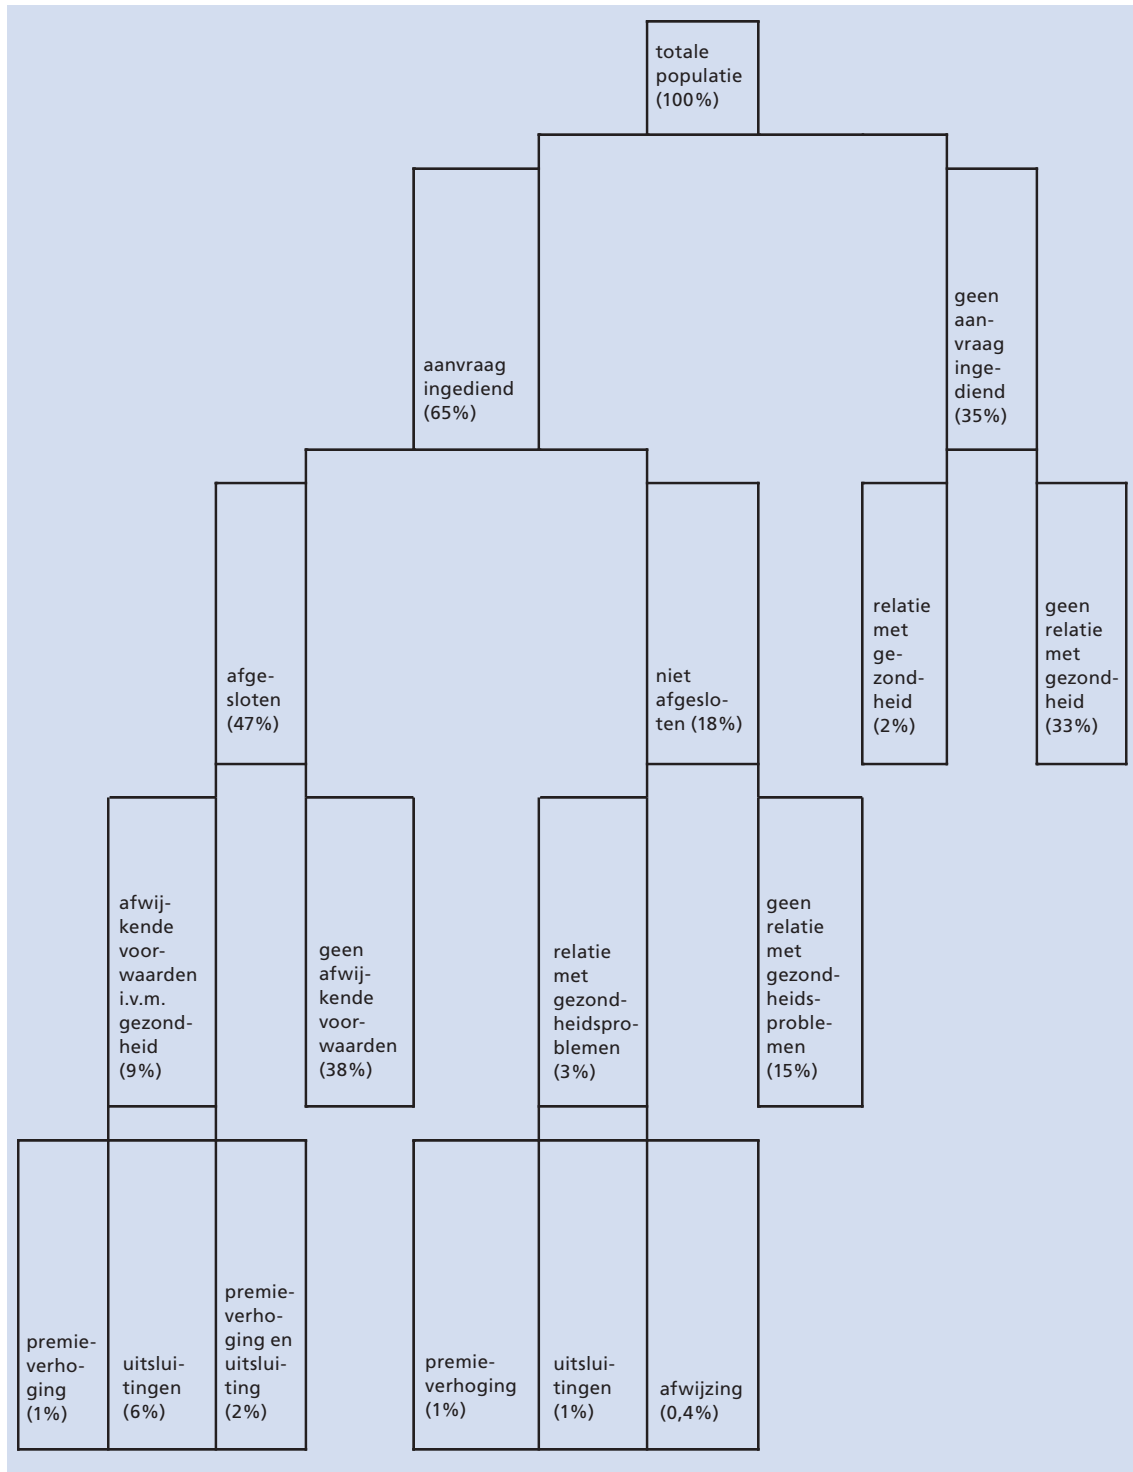 totale
populatie
(100%)
aanvraag
ingediend
(65%)
geen
aan-
vraag
inge-
diend
(35%)
afge-
sloten
(47%)
niet
afgeslo-
ten (18%)
relatie
met
ge-
zond-
heid
(2%)
geen
relatie
met
gezond-
heid
(33%)
afwij-
kende
voor-
waarden
i.v.m.
gezond-
heid
(9%)
geen
afwij-
kende
voor-
waarden
(38%)
relatie
met
gezond-
heidspro-
blemen
(3%)
geen
relatie
met
gezond-
heids-
proble-
men
(15%)
premie-
verho-
ging
(1%)
uitslui-
tingen
(6%)
premie-
verho-
ging en
uitslui-
ting
(2%)
premie-
verhoging
(1%)
uitslui-
tingen
(1%)
afwijzing
(0,4%)